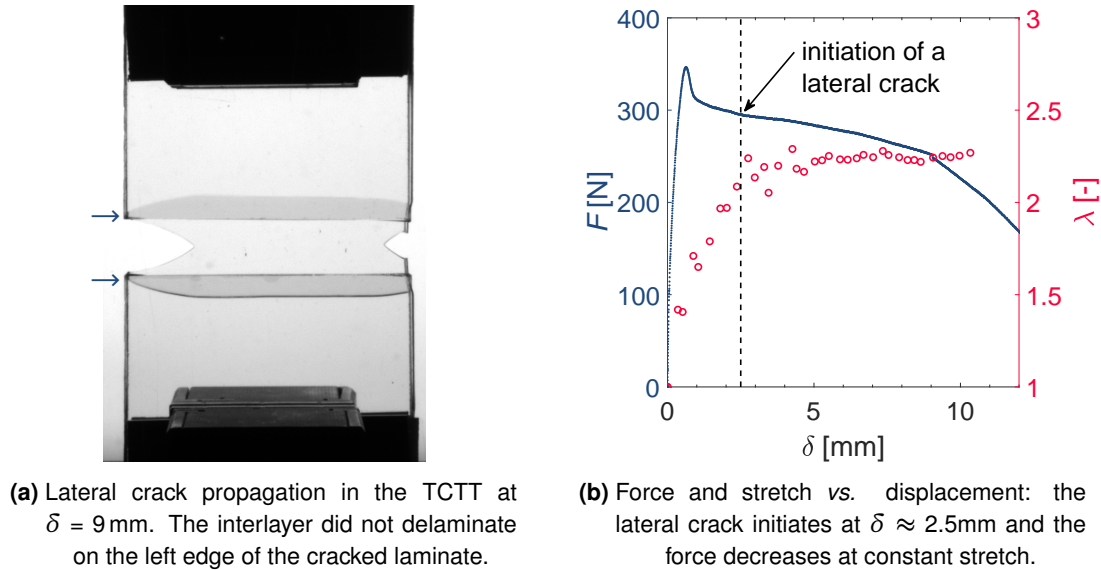 400
300
200
100
0
F [N]
initiation of a
lateral crack
3
2.5
2
1.5
1
λ [-]
0
5
10
δ [mm]
(a) Lateral crack propagation in the TCTT at
δ = 9 mm. The interlayer did not delaminate
on the left edge of the cracked laminate.
(b) Force and stretch vs. displacement: the
lateral crack initiates at δ ≈ 2.5mm and the
force decreases at constant stretch.